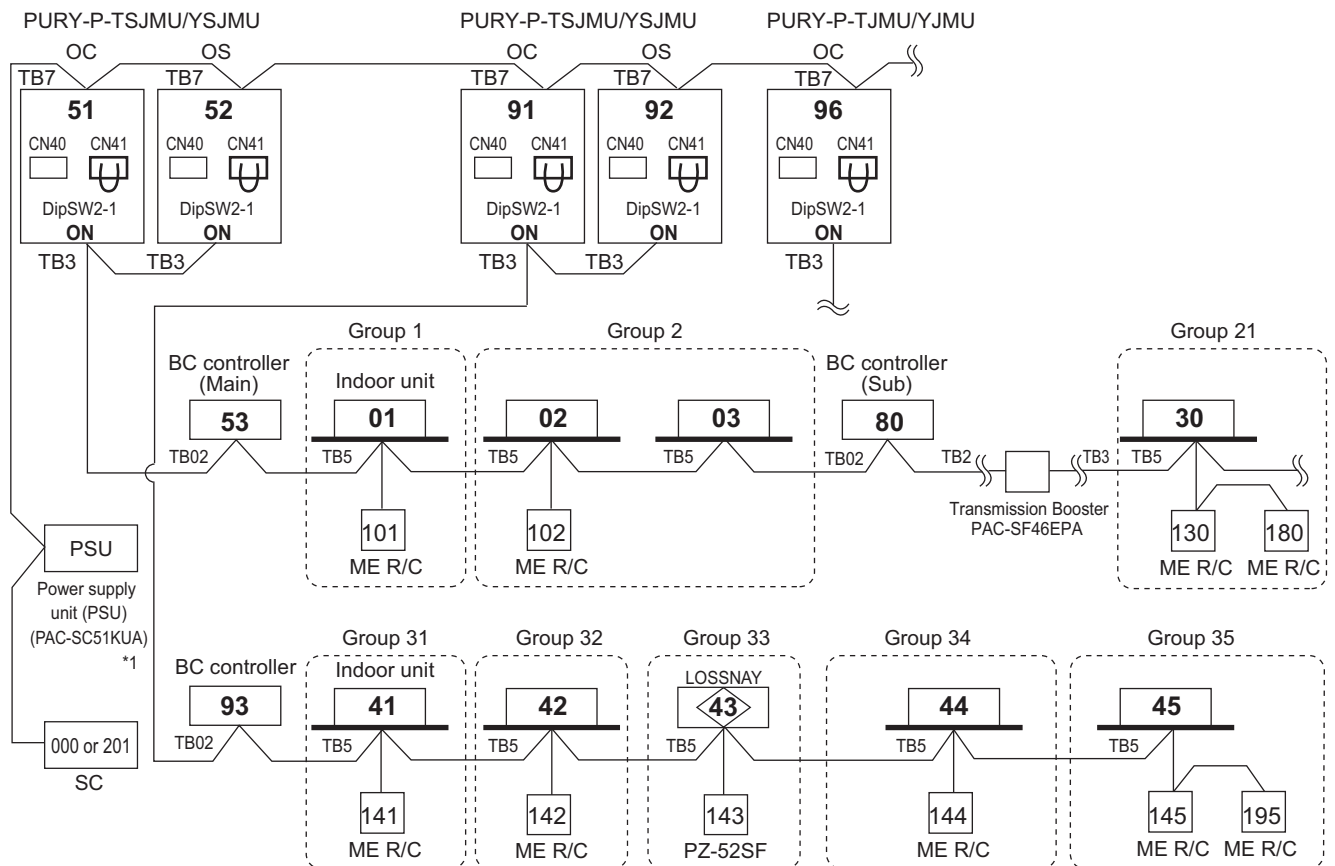 PURY-P-TSJMU/YSJMU PURY-P-TSJMU/YSJMU PURY-P-TJMU/YJMU
OC OS OC OS OC
TB7 TB7 TB7 TB7 TB7
51 52 91 92 96
CN40 CN41 CN40 CN41 CN40 CN41 CN40 CN41 CN40 CN41
DipSW2-1 DipSW2-1 DipSW2-1 DipSW2-1 DipSW2-1
ON ON ON ON ON
TB3 TB3 TB3 TB3 TB3
Group 1 Group 2 Group 21
BC controller
(Main)
Indoor unit
BC controller
(Sub)
53 01 02 03 80 30
TB02 TB5 TB5 TB5 TB02 TB2 TB3 TB5
Transmission Booster
PAC-SF46EPA
101 102 130 180
ME R/C ME R/C ME R/C ME R/C
PSU
Power supply
unit (PSU)
(PAC-SC51KUA)
*1
Group 31 Group 32 Group 33 Group 34 Group 35
BC controller Indoor unit LOSSNAY
93 41 42 43 44 45
TB02 TB5 TB5 TB5 TB5 TB5
000 or 201
SC
141 142 143 144 145 195
ME R/C ME R/C PZ-52SF ME R/C ME R/C ME R/C